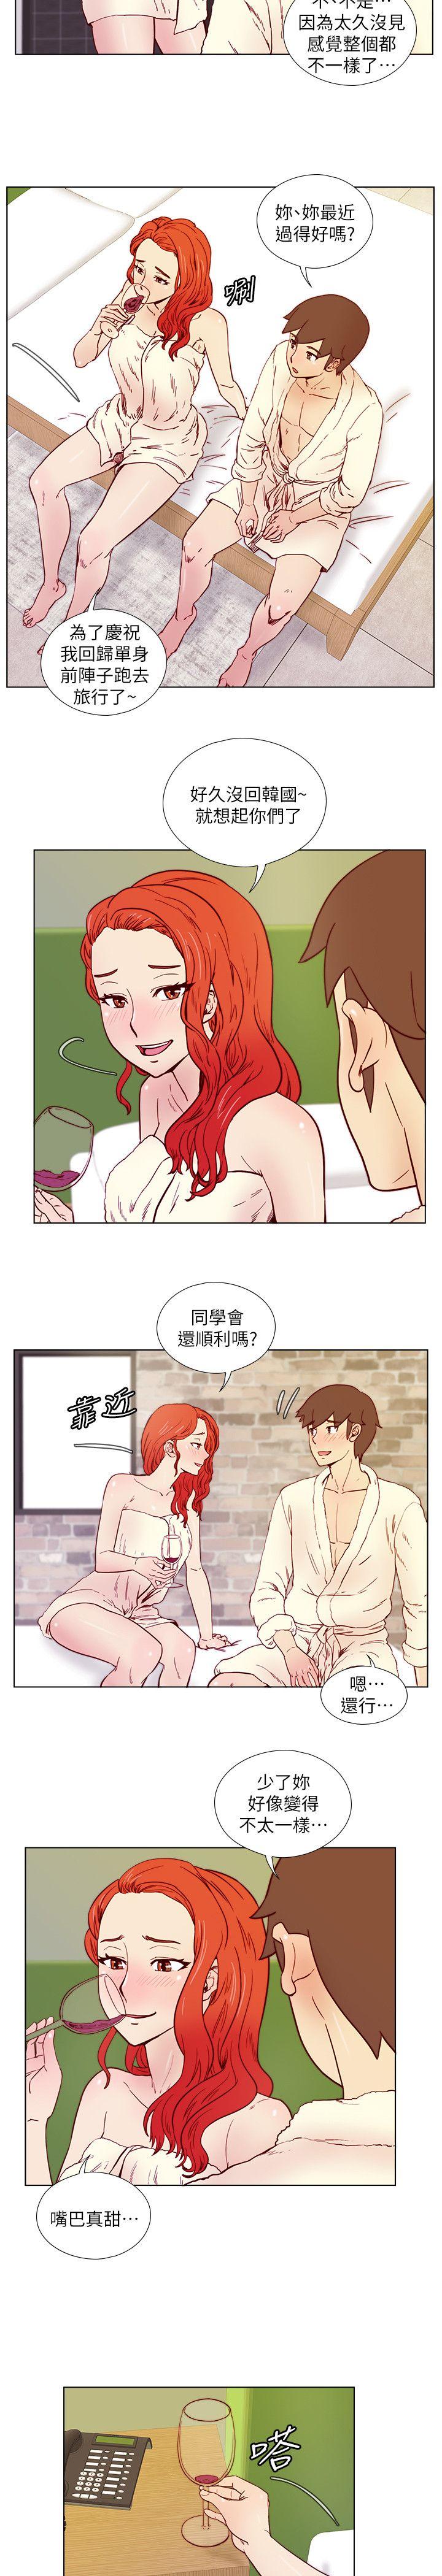 不、不是…
因為太久沒見
感覺整個都
不一樣了…
妳、妳最近
過得好嗎?
唰
為了慶祝
我回歸單身
前陣子跑去
旅行了~
好久沒回韓國~
就想起你們了
同學會
還順利嗎?
靠近
嗯…
還行…
少了妳
好像變得
不太一樣…
嘴巴真甜…
嗒